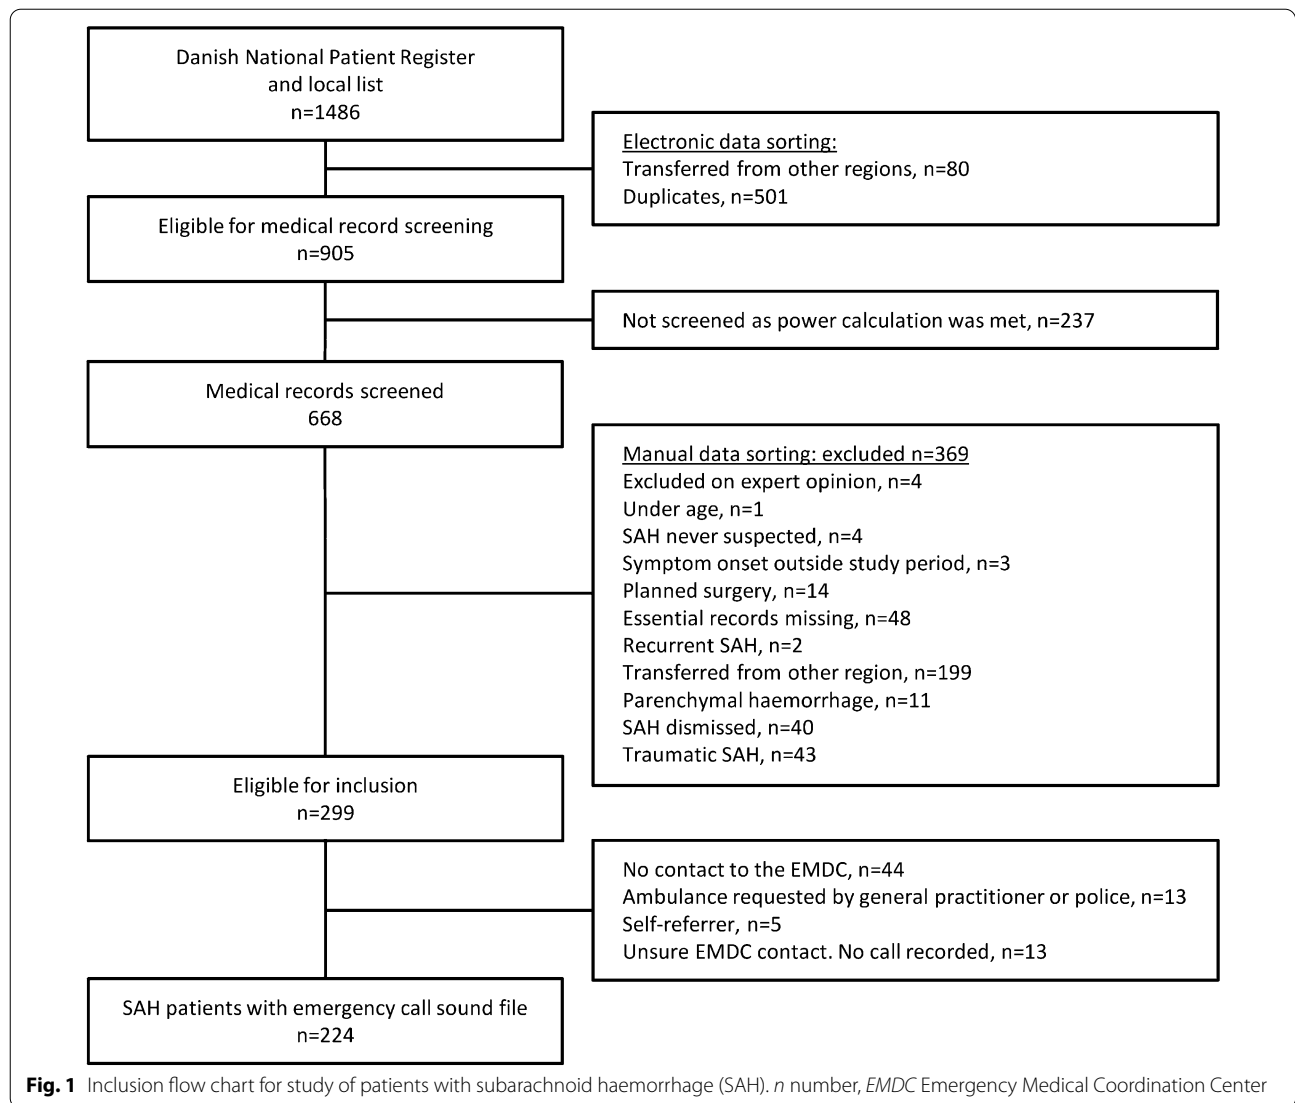 Danish National Patient Register
and local list
n=1486
Electronic data sorting:
Transferred from other regions, n=80
Duplicates, n=501
Eligible for medical record screening
n=905
Not screened as power calculation was met, n=237
Medical records screened
668
Manual data sorting: excluded n=369
Excluded on expert opinion, n=4
Under age, n=1
SAH never suspected, n=4
Symptom onset outside study period, n=3
Planned surgery, n=14
Essential records missing, n=48
Recurrent SAH, n=2
Transferred from other region, n=199
Parenchymal haemorrhage, n=11
SAH dismissed, n=40
Traumatic SAH, n=43
Eligible for inclusion
n=299
No contact to the EMDC, n=44
Ambulance requested by general practitioner or police, n=13
Self-referrer, n=5
Unsure EMDC contact. No call recorded, n=13
SAH patients with emergency call sound file
n=224
Fig. 1 Inclusion flow chart for study of patients with subarachnoid haemorrhage (SAH). n number, EMDC Emergency Medical Coordination Center